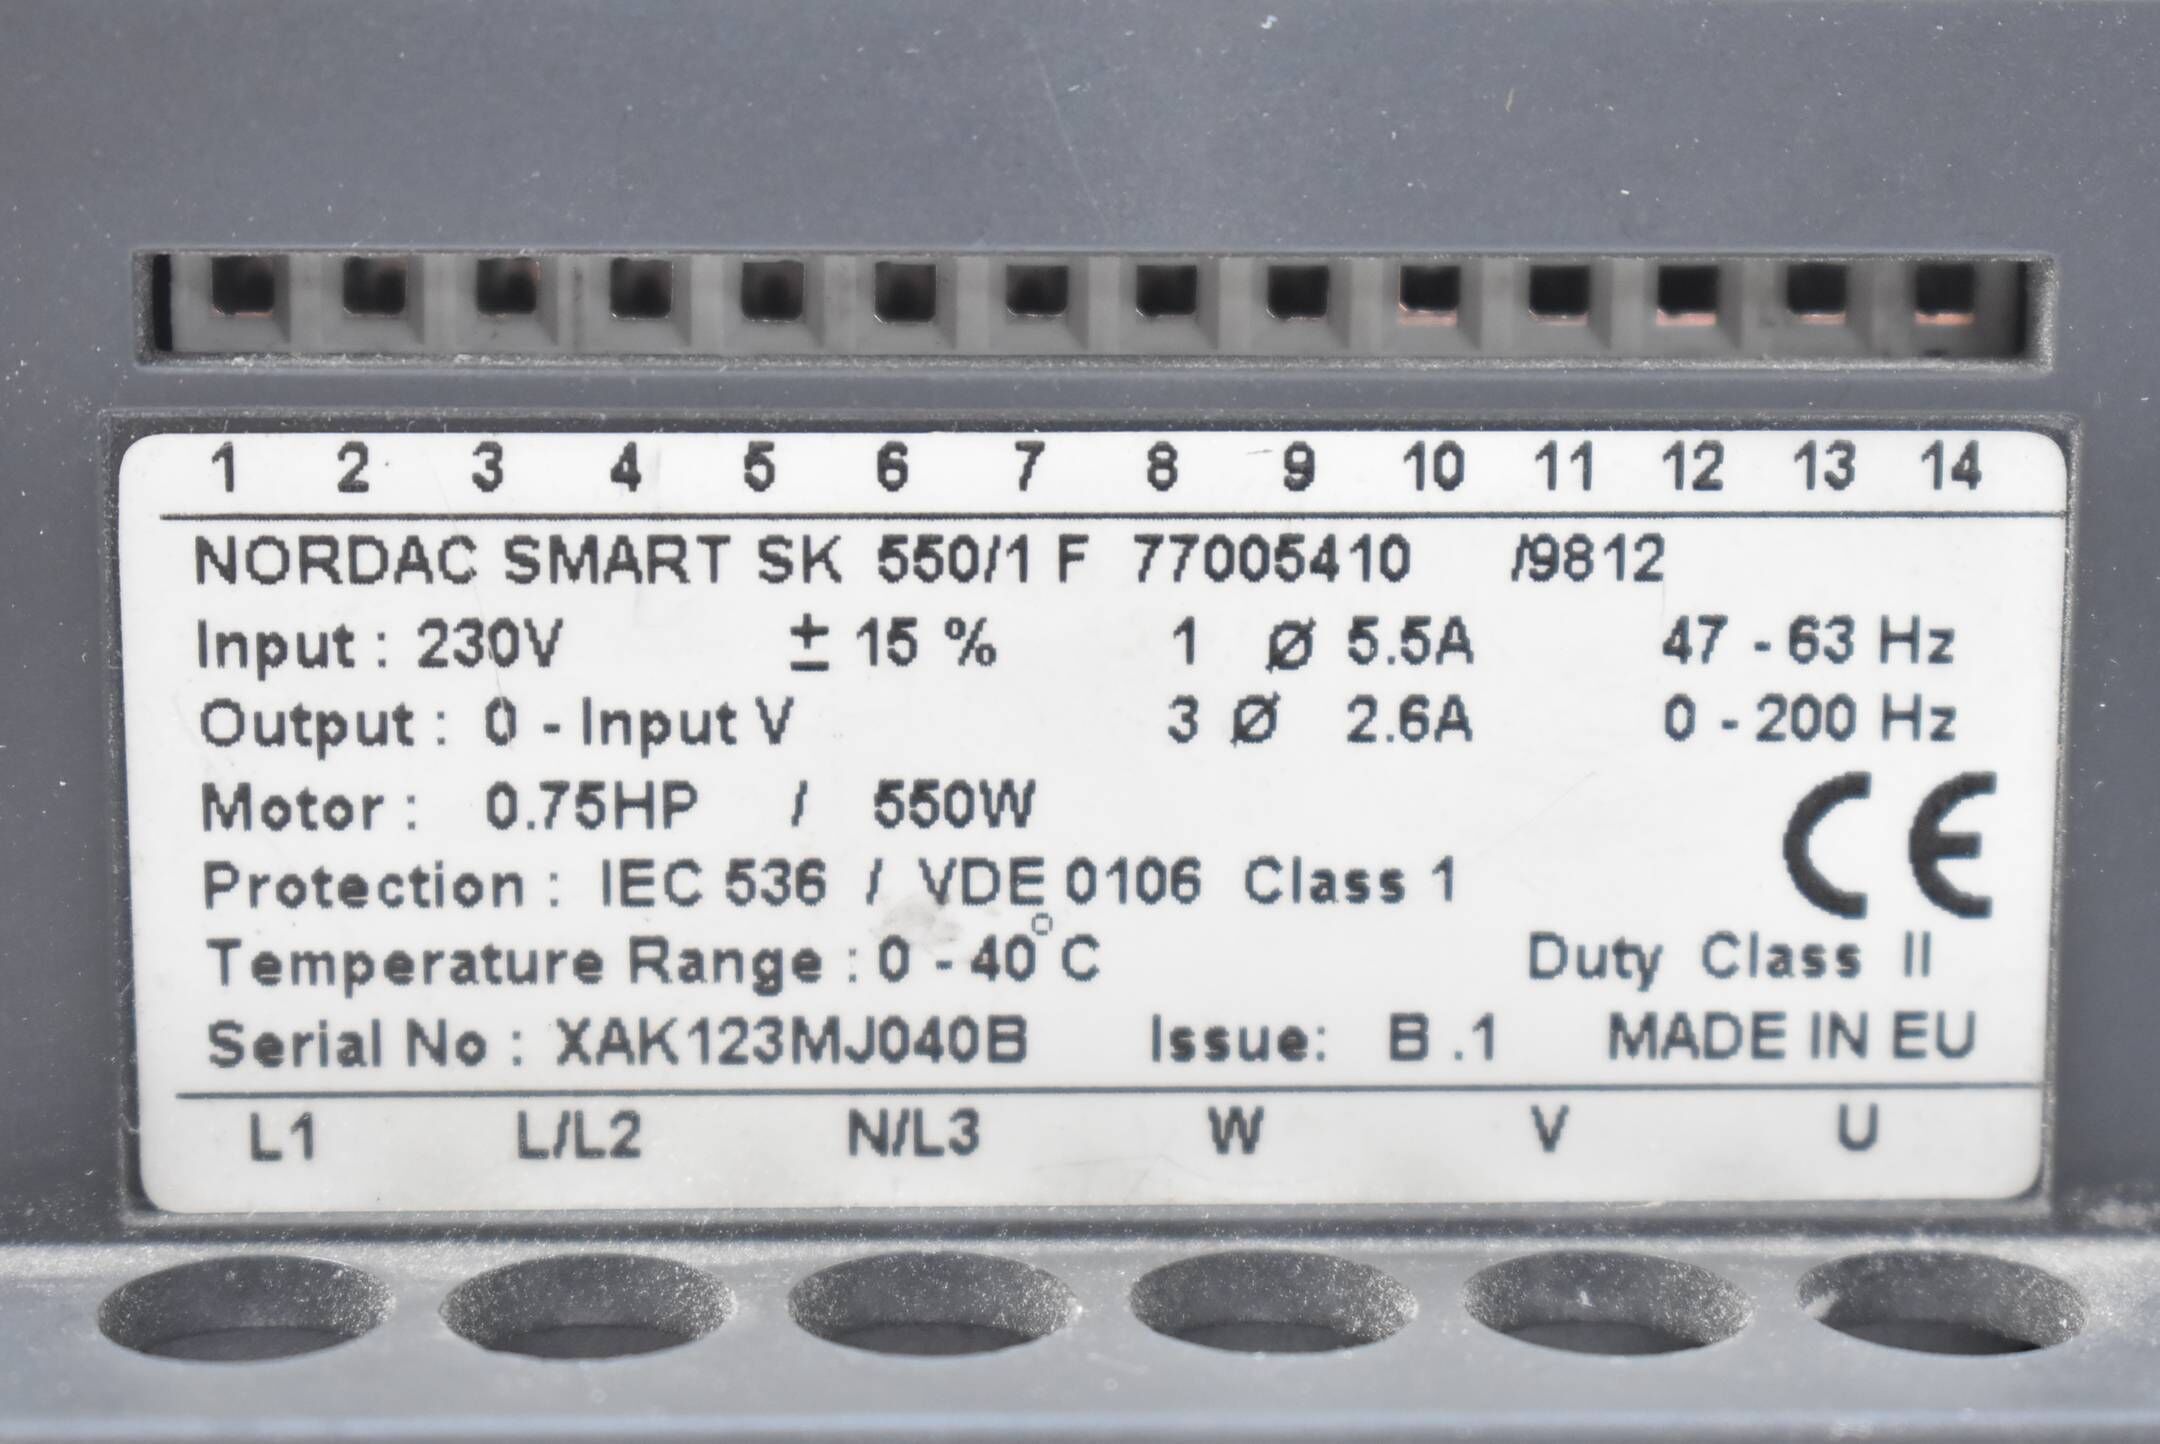 1 2 3 4 5 6 7 8 9 10 11 12 13 14
NORDAC SMART SK 550/1 F 77005410 /9812
Input : 230V ± 15 % 1 Ø 5.5A 47 - 63 Hz
Output : 0 - Input V 3 Ø 2.6A 0 - 200 Hz
Motor : 0.75HP / 550W
CE
Protection : IEC 536 / VDE 0106 Class 1
Temperature Range : 0 - 40°C Duty Class II
Serial No : XAK123MJ040B Issue: B .1 MADE IN EU
L1 L/L2 N/L3 W V U